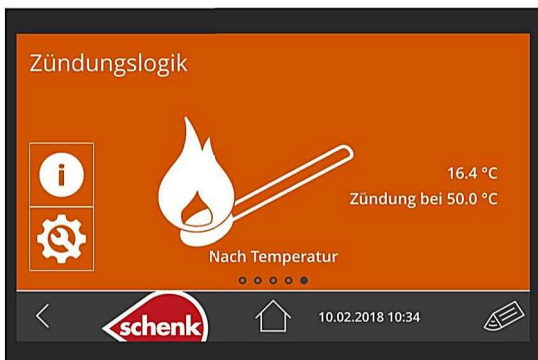 Zündungslogik
i
16.4 °C
Zündung bei 50.0 °C
Nach Temperatur
schenk
10.02.2018 10:34